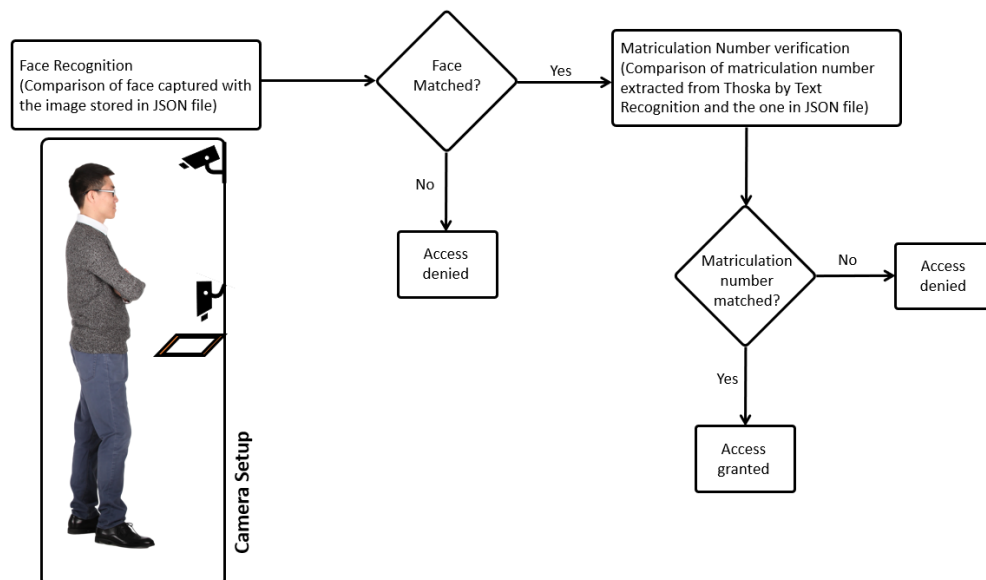 Face Recognition
(Comparison of face captured with
the image stored in JSON file)
Face
Matched?
Yes
Matriculation Number verification
(Comparison of matriculation number
extracted from Thoska by Text
Recognition and the one in JSON file)
No
Access
denied
Matriculation
number
matched?
No
Access
denied
Yes
Access
granted
Camera Setup